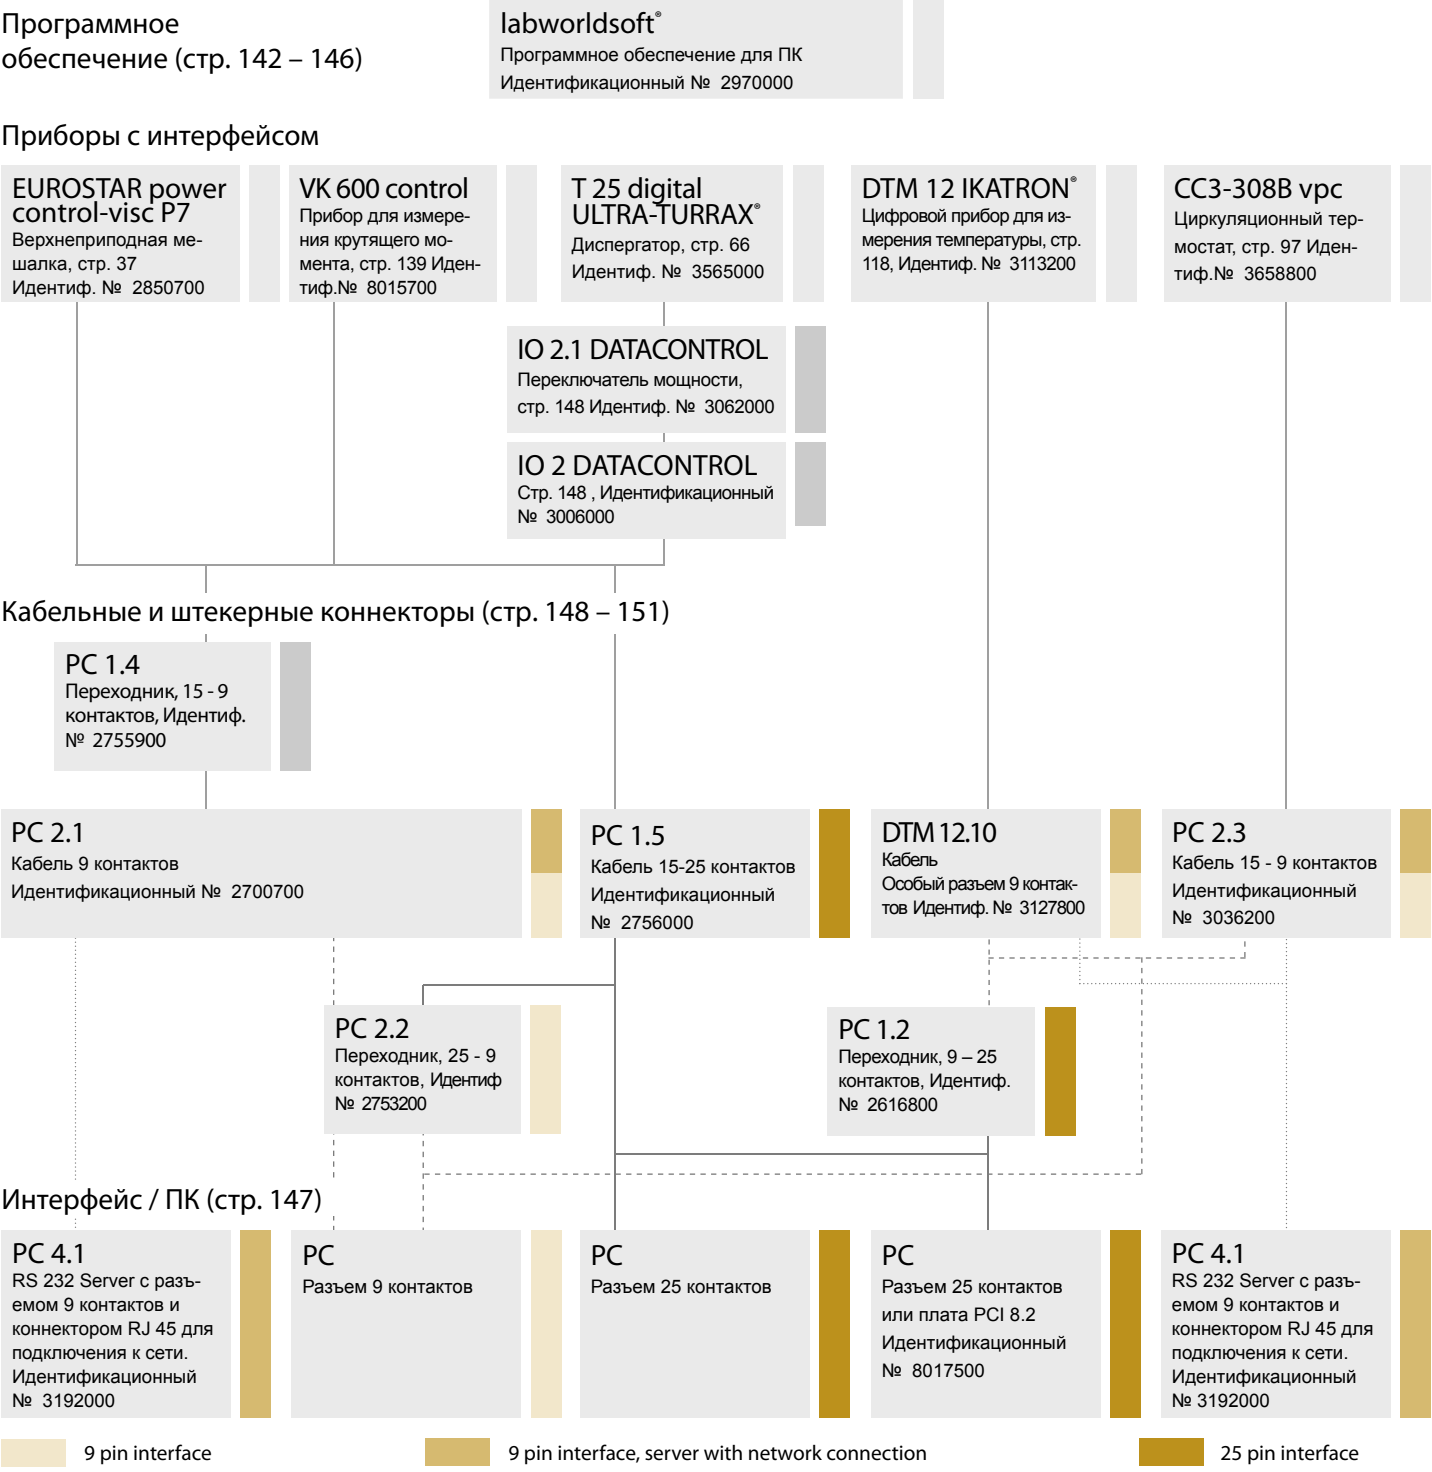 Программное
обеспечение (стр. 142 – 146)
labworldsoft®
Программное обеспечение для ПК
Идентификационный № 2970000
Приборы с интерфейсом
EUROSTAR power
control-visc P7
Верхнеприподная ме-
шалка, стр. 37
Идентиф. № 2850700
VK 600 control
Прибор для измере-
ния крутящего мо-
мента, стр. 139 Иден-
тиф.№ 8015700
T 25 digital
ULTRA-TURRAX®
Диспергатор, стр. 66
Идентиф. № 3565000
DTM 12 IKATRON®
Цифровой прибор для из-
мерения температуры, стр.
118, Идентиф. № 3113200
CC3-308B vpc
Циркуляционный тер-
мостат, стр. 97 Иден-
тиф.№ 3658800
IO 2.1 DATACONTROL
Переключатель мощности,
стр. 148 Идентиф. № 3062000
IO 2 DATACONTROL
Стр. 148 , Идентификационный
№ 3006000
Кабельные и штекерные коннекторы (стр. 148 – 151)
PC 1.4
Переходник, 15 - 9
контактов, Идентиф.
№ 2755900
PC 2.1
Кабель 9 контактов
Идентификационный № 2700700
PC 1.5
Кабель 15-25 контактов
Идентификационный
№ 2756000
DTM 12.10
Кабель
Особый разъем 9 контак-
тов Идентиф. № 3127800
PC 2.3
Кабель 15 - 9 контактов
Идентификационный
№ 3036200
PC 2.2
Переходник, 25 - 9
контактов, Идентиф
№ 2753200
PC 1.2
Переходник, 9 – 25
контактов, Идентиф.
№ 2616800
Интерфейс / ПК (стр. 147)
PC 4.1
RS 232 Server с разъ-
емом 9 контактов и
коннектором RJ 45 для
подключения к сети.
Идентификационный
№ 3192000
PC
Разъем 9 контактов
PC
Разъем 25 контактов
PC
Разъем 25 контактов
или плата PCI 8.2
Идентификационный
№ 8017500
PC 4.1
RS 232 Server с разъ-
емом 9 контактов и
коннектором RJ 45 для
подключения к сети.
Идентификационный
№ 3192000
9 pin interface
9 pin interface, server with network connection
25 pin interface